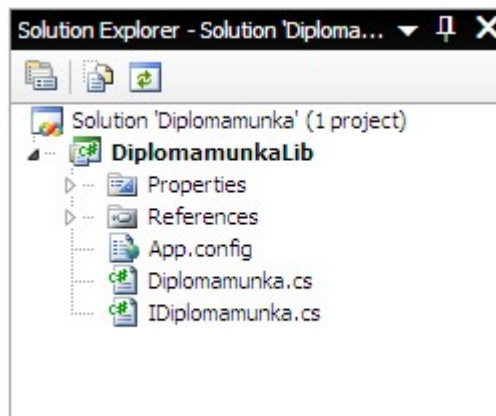 Solution Explorer - Solution 'Diploma...
Solution 'Diplomamunka' (1 project)
DiplomamunkaLib
Properties
References
App.config
Diplomamunka.cs
IDiplomamunka.cs